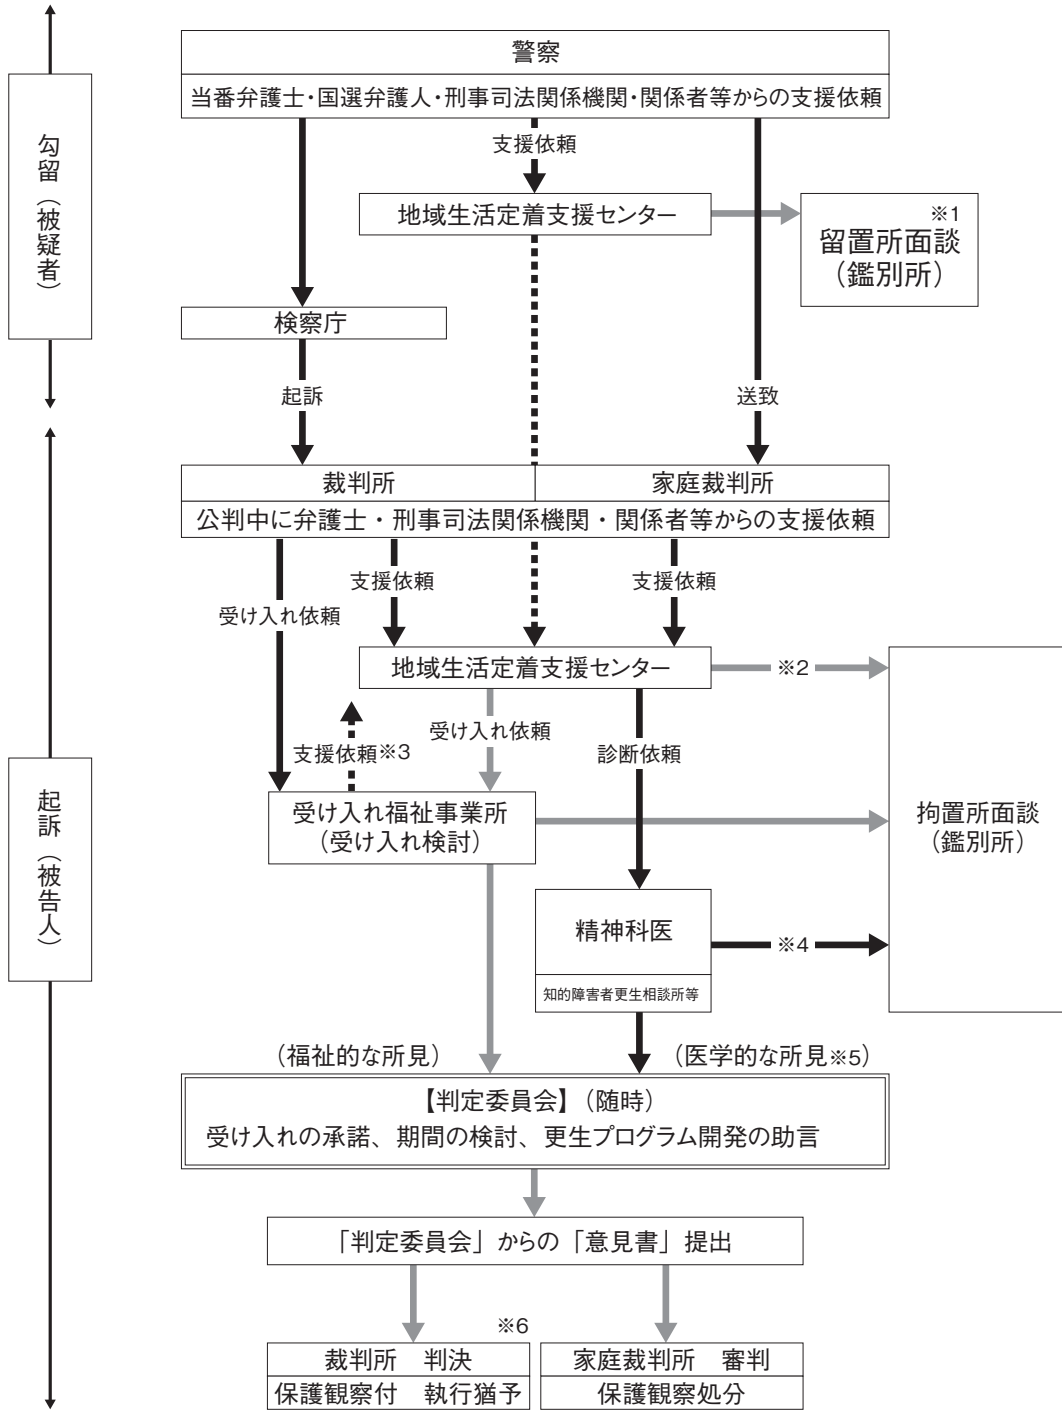 警察
当番弁護士・国選弁護人・刑事司法関係機関・関係者等からの支援依頼
勾留（被疑者）
支援依頼
地域生活定着支援センター
※1
留置所面談
（鑑別所）
検察庁
起訴
送致
裁判所
家庭裁判所
公判中に弁護士・刑事司法関係機関・関係者等からの支援依頼
支援依頼
支援依頼
受け入れ依頼
地域生活定着支援センター
※2
受け入れ依頼
支援依頼※3
診断依頼
起訴（被告人）
受け入れ福祉事業所
（受け入れ検討）
拘置所面談
（鑑別所）
精神科医
※4
知的障害者更生相談所等
（福祉的な所見）
（医学的な所見※5）
【判定委員会】（随時）
受け入れの承諾、期間の検討、更生プログラム開発の助言
「判定委員会」からの「意見書」提出
※6
裁判所　判決
家庭裁判所　審判
保護観察付　執行猶予
保護観察処分